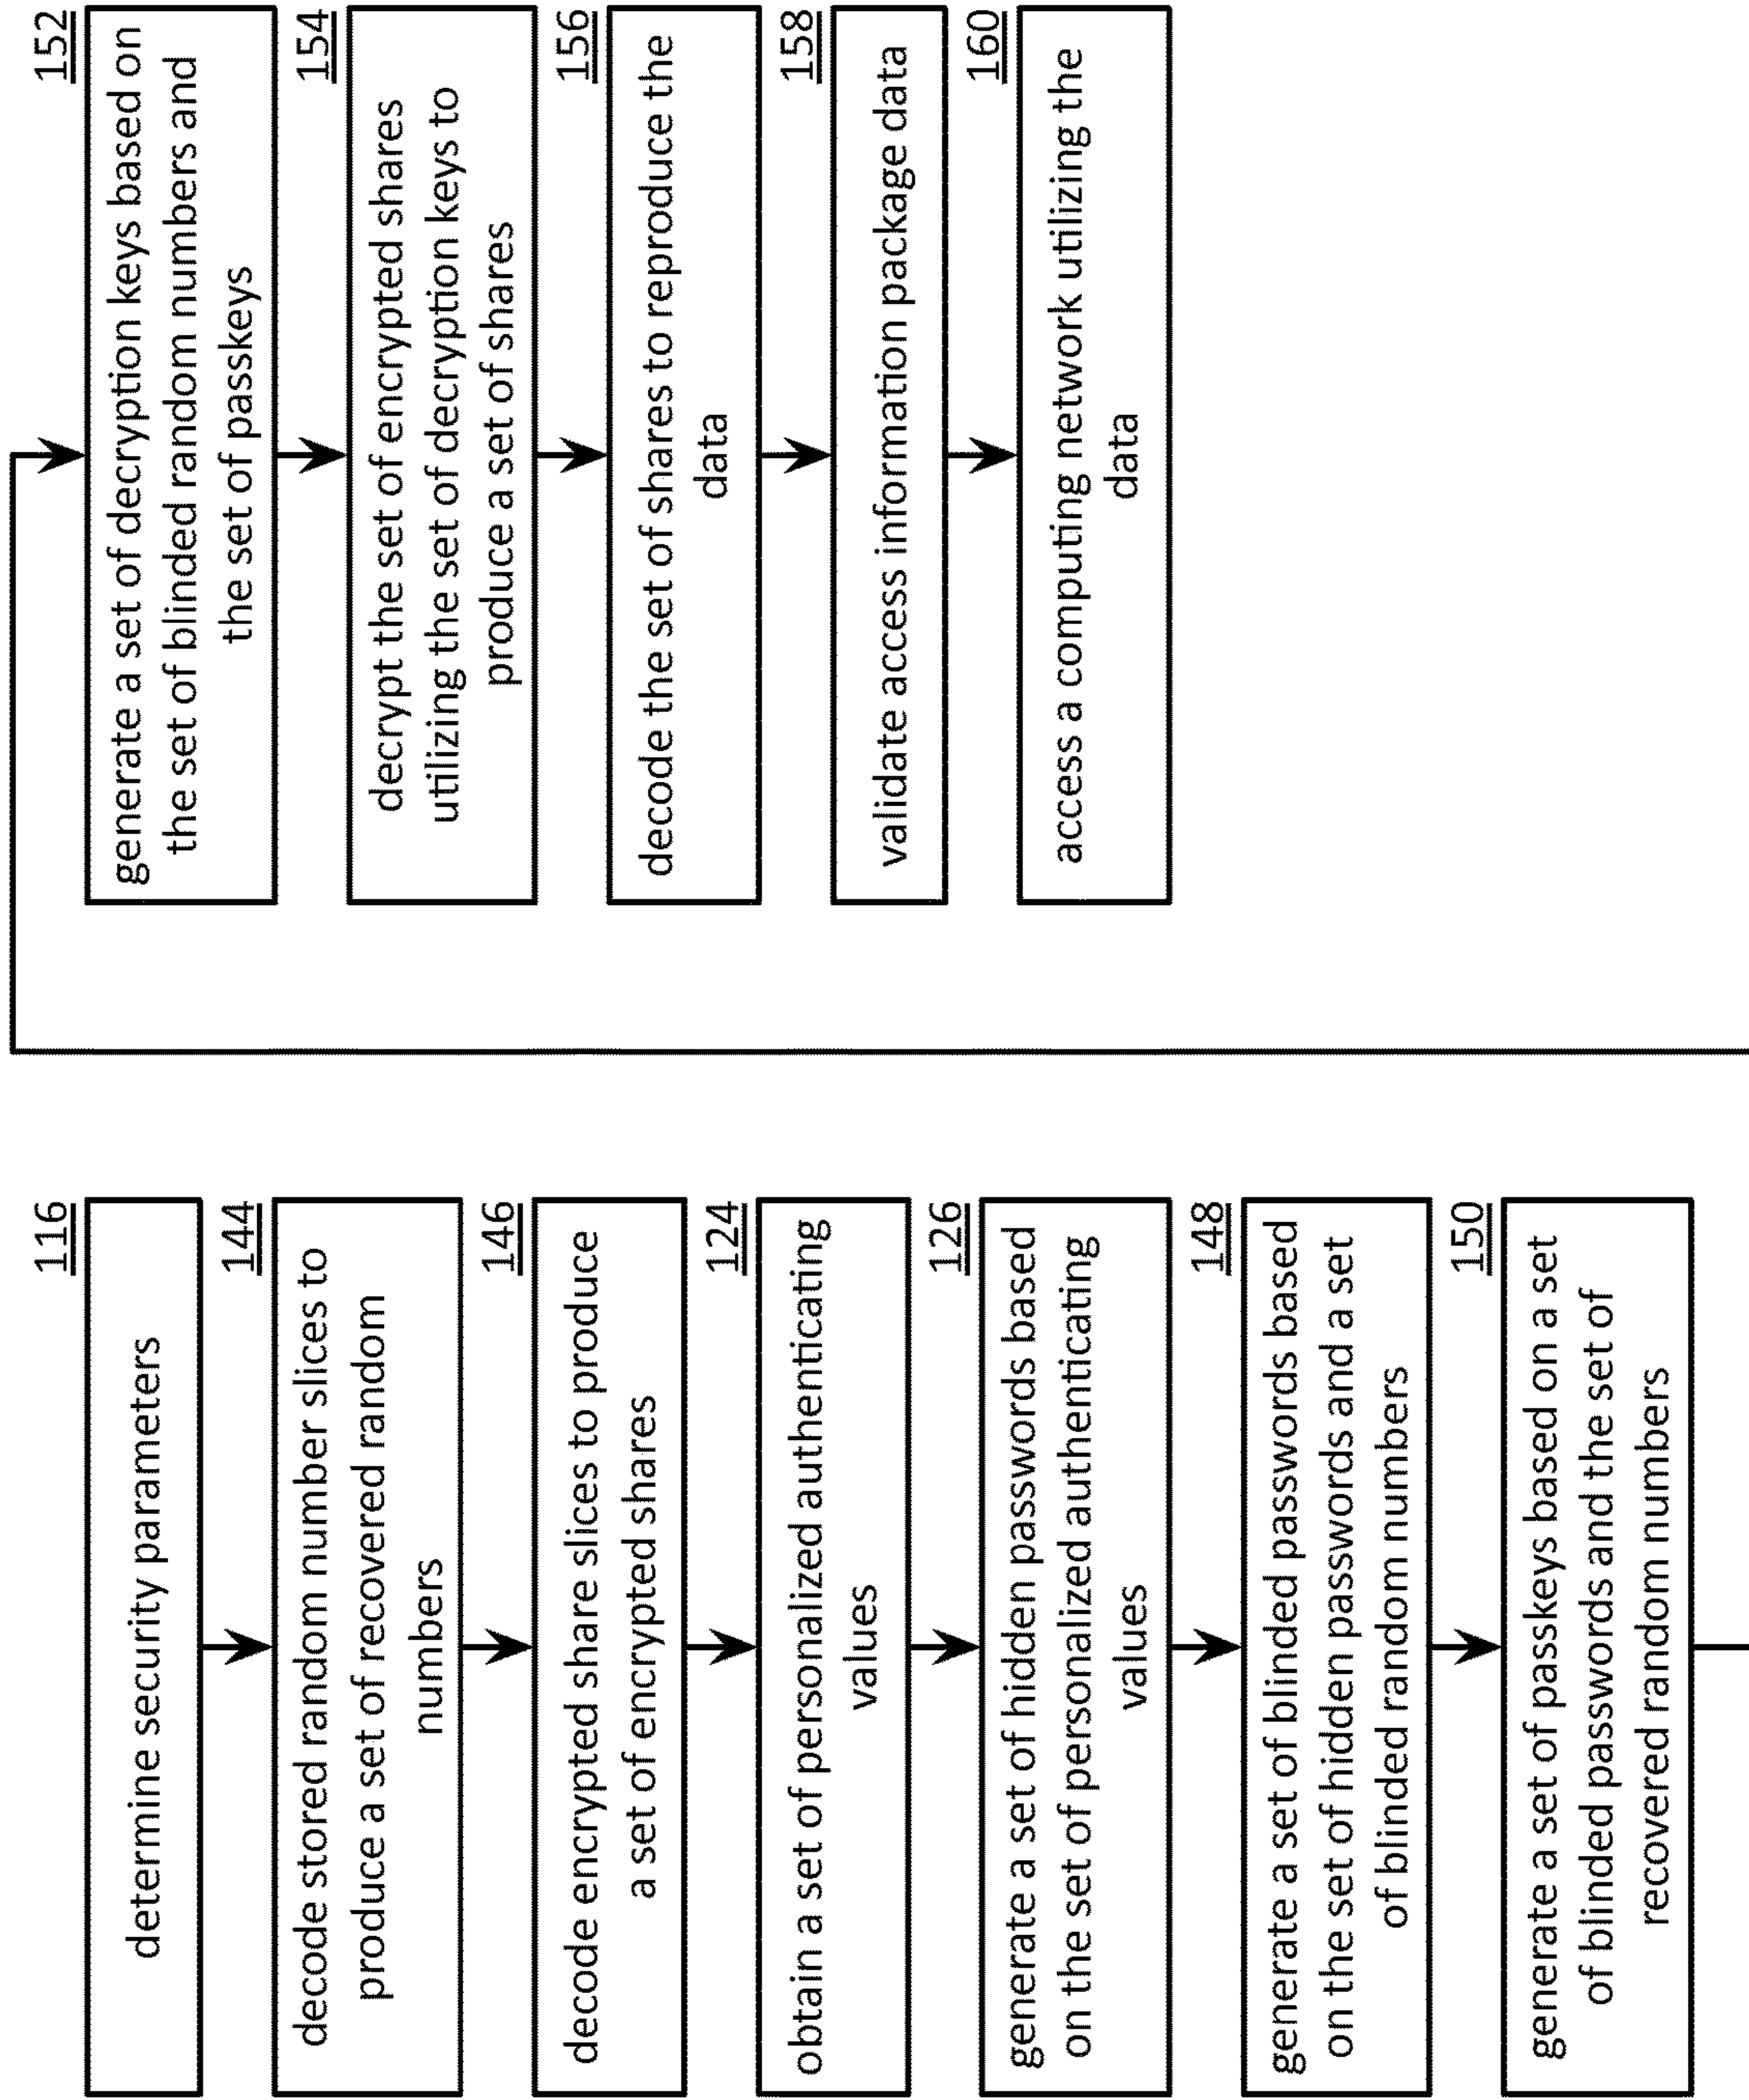 116
determine security parameters
144
decode stored random number slices to
produce a set of recovered random
numbers
146
decode encrypted share slices to produce
a set of encrypted shares
124
obtain a set of personalized authenticating
values
126
generate a set of hidden passwords based
on the set of personalized authenticating
values
148
generate a set of blinded passwords based
on the set of hidden passwords and a set
of blinded random numbers
150
generate a set of passkeys based on a set
of blinded passwords and the set of
recovered random numbers
152
generate a set of decryption keys based on
the set of blinded random numbers and
the set of passkeys
154
decrypt the set of encrypted shares
utilizing the set of decryption keys to
produce a set of shares
156
decode the set of shares to reproduce the
data
158
validate access information package data
160
access a computing network utilizing the
data